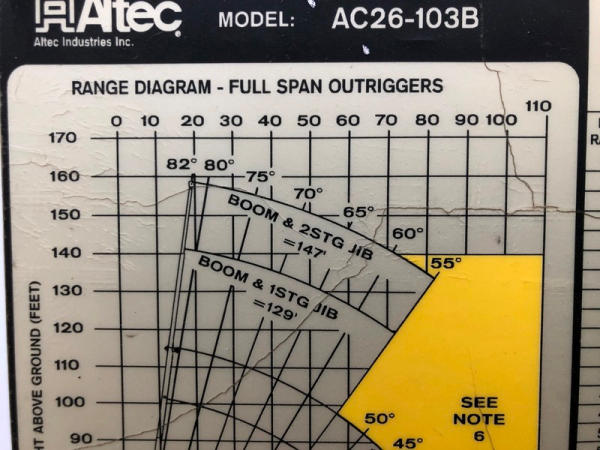 Altec
Altec Industries Inc.
MODEL: AC26-103B
RANGE DIAGRAM - FULL SPAN OUTRIGGERS
0 10 20 30 40 50 60 70 80 90 100 110
170
160
150
140
130
120
110
100
90
82° 80° 75° 70° 65° 60° 55° 50° 45°
BOOM & 2STG JIB
=147'
BOOM & 1STG JIB
=129'
SEE
NOTE
6
ABOVE GROUND (FEET)